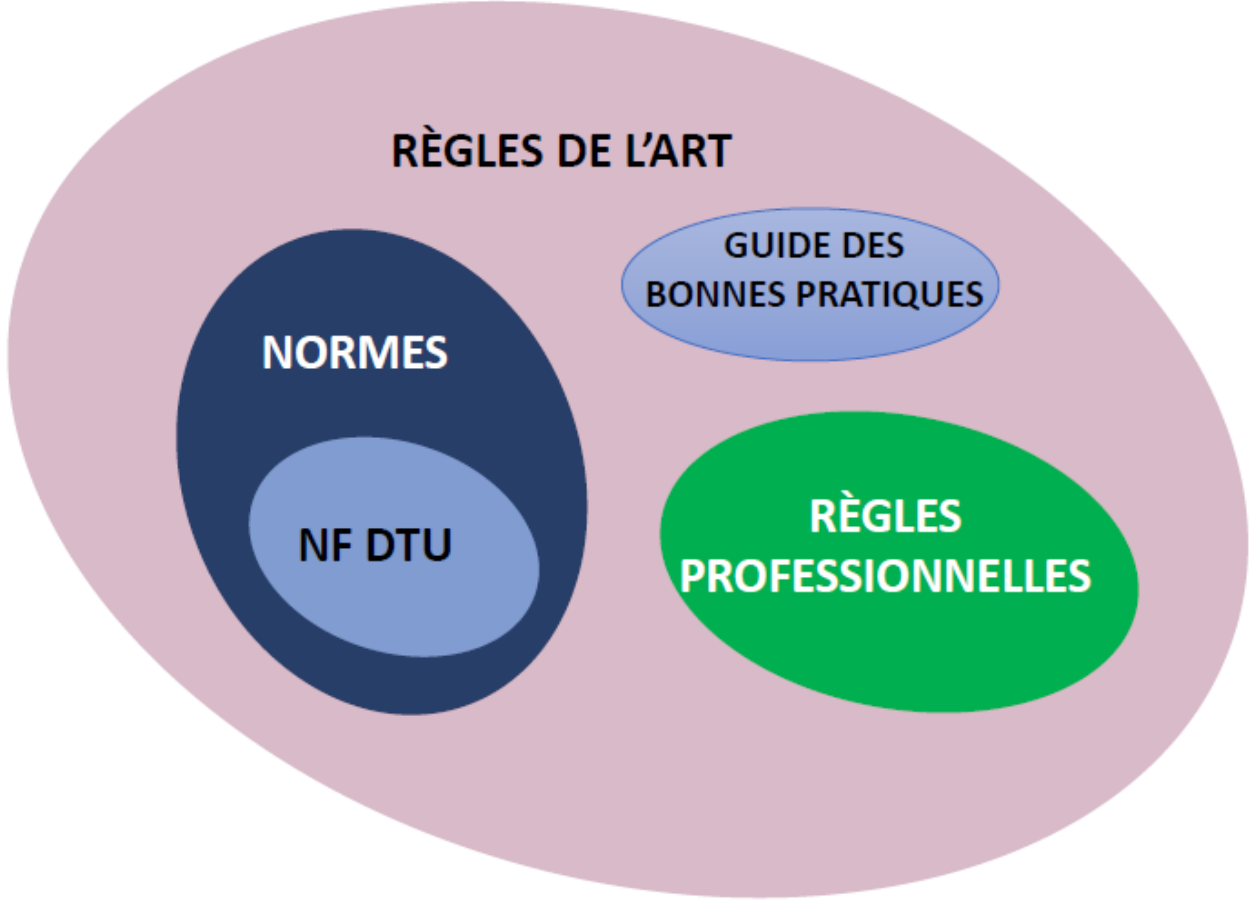 RÈGLES DE L'ART
GUIDE DES
BONNES PRATIQUES
NORMES
NF DTU
RÈGLES
PROFESSIONNELLES